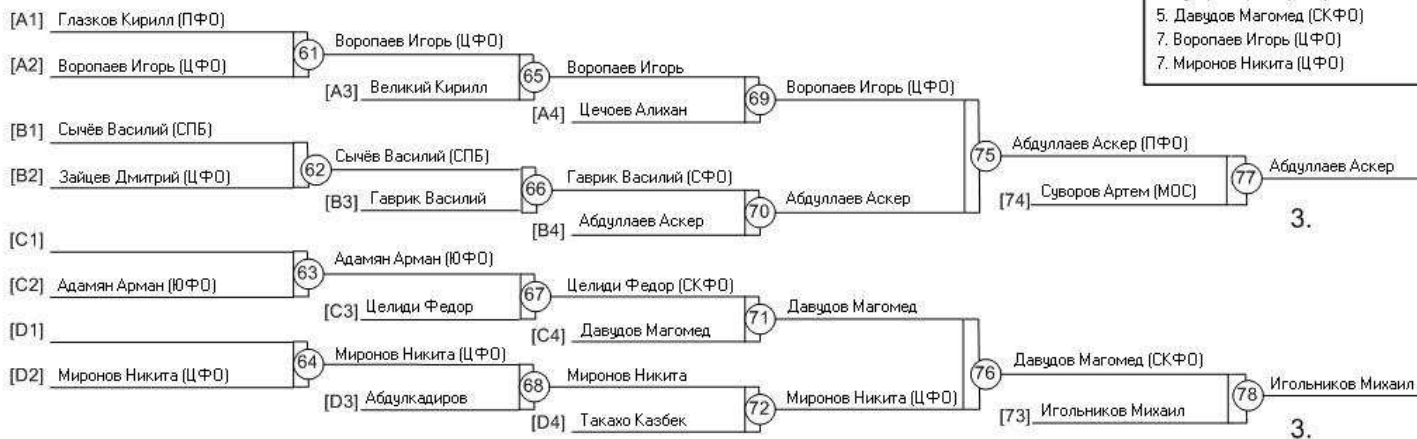 [A1] Глазков Кирилл (ПФО)
61
Воропаев Игорь (ЦФО)
[A2] Воропаев Игорь (ЦФО)
65
Воропаев Игорь
[A3] Великий Кирилл
69
Воропаев Игорь (ЦФО)
[A4] Цечоев Алихан
[B1] Сычёв Василий (СПБ)
62
Сычёв Василий (СПБ)
[B2] Зайцев Дмитрий (ЦФО)
66
Гаврик Василий (СФО)
[B3] Гаврик Василий
70
Абдуллаев Аскер
[B4] Абдуллаев Аскер
75
Абдуллаев Аскер (ПФО)
[74] Суворов Артем (МОС)
77
Абдуллаев Аскер
3.
[C1]
63
Адамян Арман (ЮФО)
[C2] Адамян Арман (ЮФО)
67
Целиди Федор (СКФО)
[C3] Целиди Федор
71
Давудов Магомед
[C4] Давудов Магомед
[D1]
64
Миронов Никита (ЦФО)
[D2] Миронов Никита (ЦФО)
68
Миронов Никита
[D3] Абдулкадиров
72
Миронов Никита (ЦФО)
[D4] Такахо Казбек
76
Давудов Магомед (СКФО)
[73] Игольников Михаил
78
Игольников Михаил
3.
5. Давудов Магомед (СКФО)
7. Воропаев Игорь (ЦФО)
7. Миронов Никита (ЦФО)